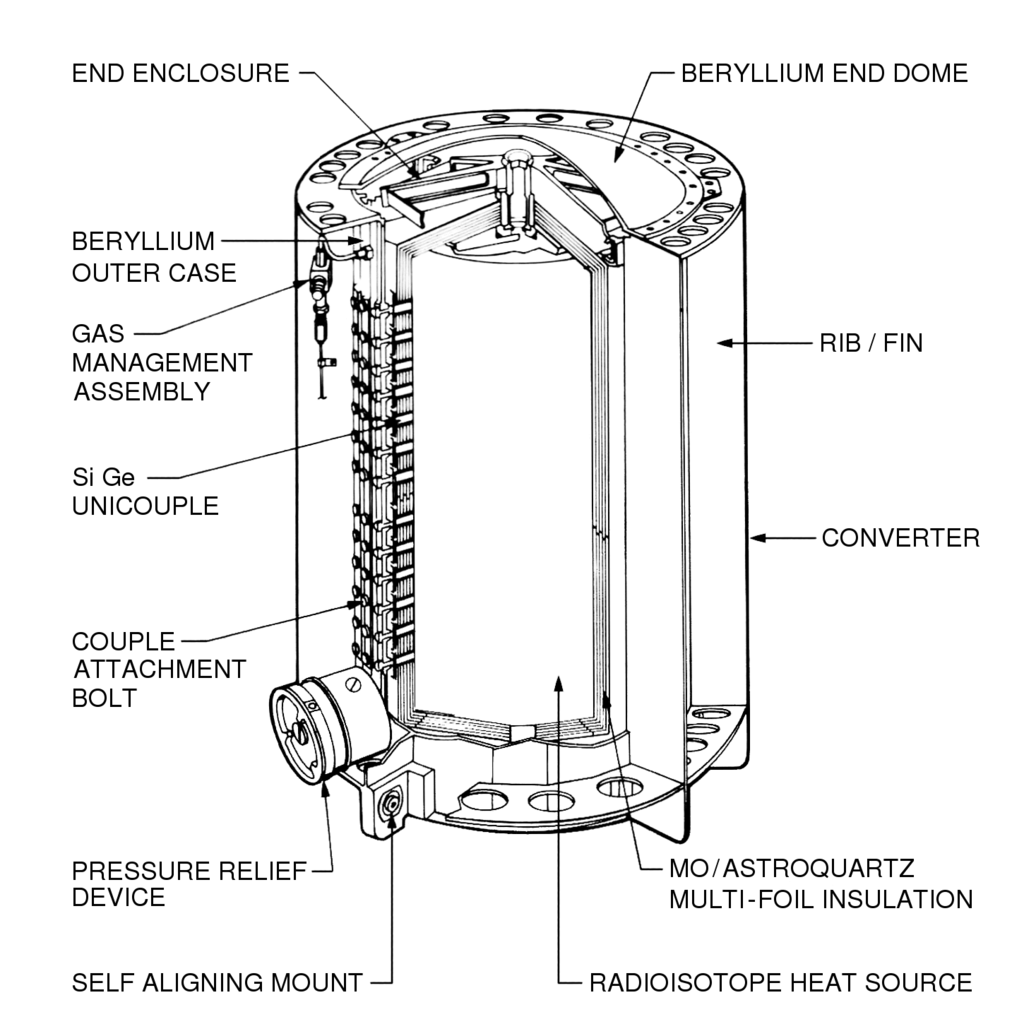 END ENCLOSURE
BERYLLIUM END DOME
BERYLLIUM
OUTER CASE
GAS
MANAGEMENT
ASSEMBLY
RIB / FIN
Si Ge
UNICOUPLE
CONVERTER
COUPLE
ATTACHMENT
BOLT
PRESSURE RELIEF
DEVICE
MO/ASTROQUARTZ
MULTI-FOIL INSULATION
SELF ALIGNING MOUNT
RADIOISOTOPE HEAT SOURCE